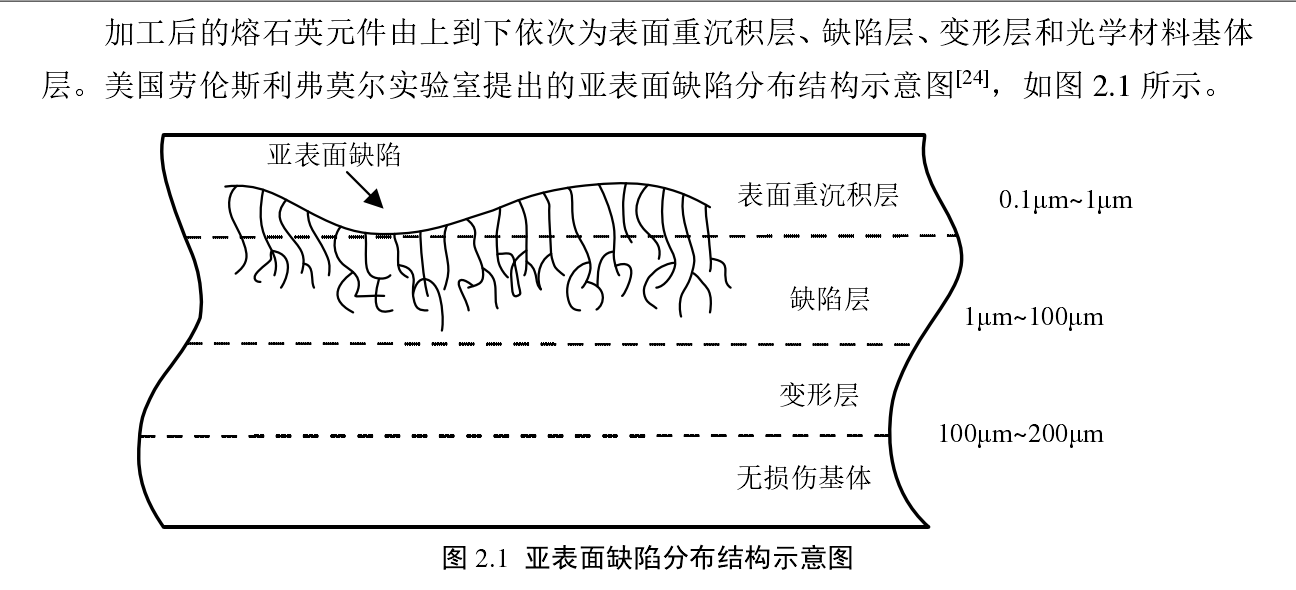 加工后的熔石英元件由上到下依次为表面重沉积层、缺陷层、变形层和光学材料基体
层。美国劳伦斯利弗莫尔实验室提出的亚表面缺陷分布结构示意图[24]，如图 2.1 所示。
亚表面缺陷
表面重沉积层
0.1μm~1μm
缺陷层
1μm~100μm
变形层
100μm~200μm
无损伤基体
图 2.1 亚表面缺陷分布结构示意图